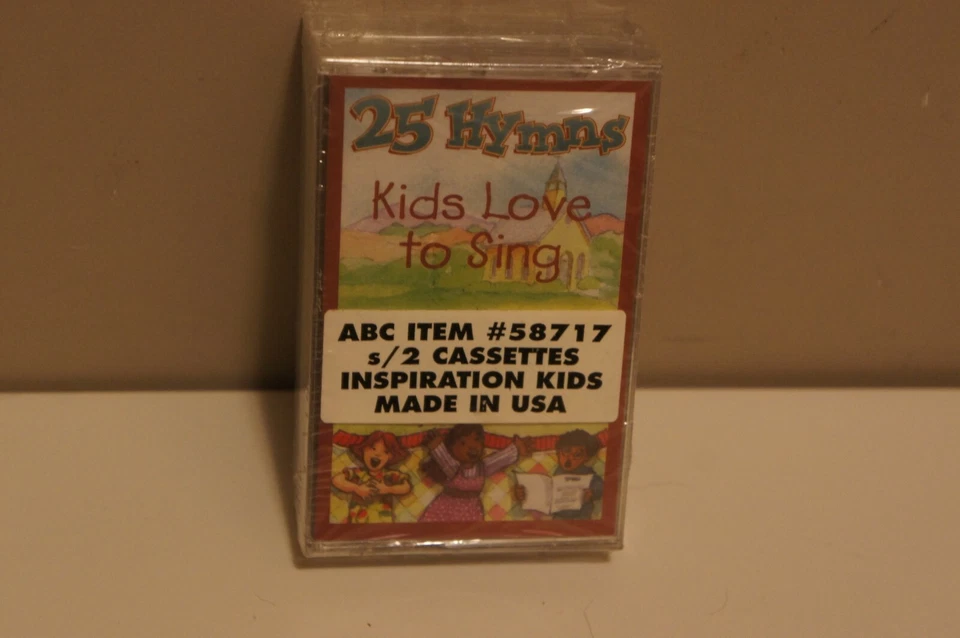 25 Hymns
Kids Love
to Sing
ABC ITEM #58717
s/2 CASSETTES
INSPIRATION KIDS
MADE IN USA